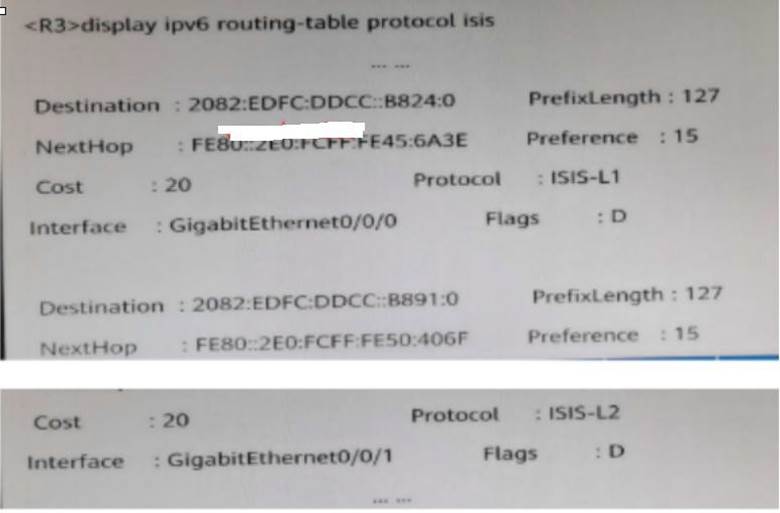 <R3>display ipv6 routing-table protocol isis
... ...
Destination : 2082:EDFC:DDCC::B824:0 PrefixLength : 127
NextHop : FE80::2E0:FCFF:FE45:6A3E Preference : 15
Cost : 20 Protocol : ISIS-L1
Interface : GigabitEthernet0/0/0 Flags : D
Destination : 2082:EDFC:DDCC::B891:0 PrefixLength : 127
NextHop : FE80::2E0:FCFF:FE50:406F Preference : 15
Cost : 20 Protocol : ISIS-L2
Interface : GigabitEthernet0/0/1 Flags : D
... ...